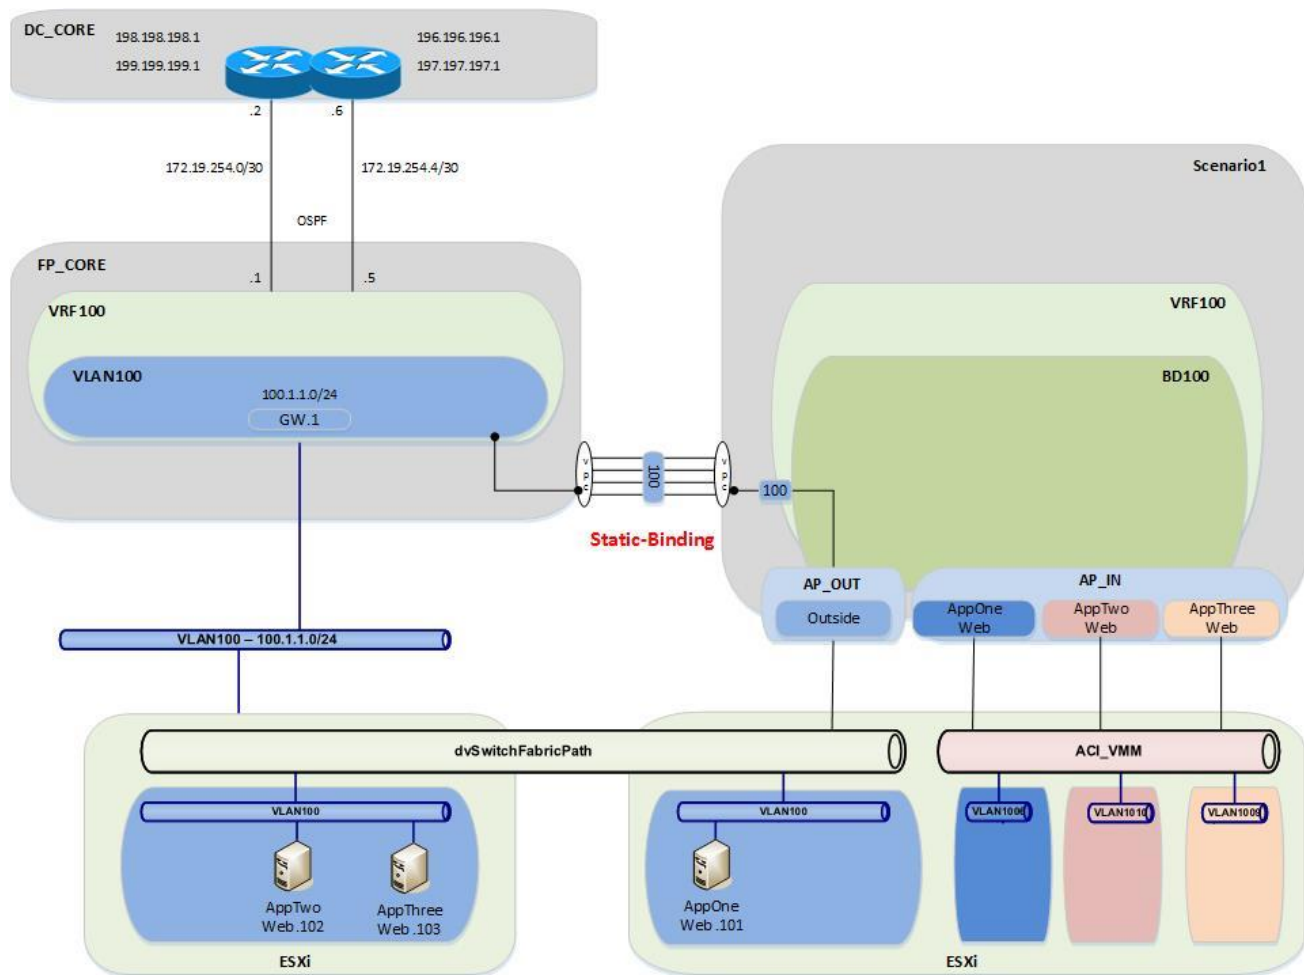 DC_CORE
198.198.198.1
199.199.199.1
196.196.196.1
197.197.197.1
.2
.6
172.19.254.0/30
172.19.254.4/30
OSPF
Scenario1
FP_CORE
.1
.5
VRF100
VLAN100
100.1.1.0/24
GW.1
VRF100
BD100
v
p
c
100
v
p
c
100
Static-Binding
AP_OUT
Outside
AP_IN
AppOne
Web
AppTwo
Web
AppThree
Web
VLAN100 – 100.1.1.0/24
dvSwitchFabricPath
ACI_VMM
VLAN100
VLAN100
VLAN1010
VLAN1009
AppTwo
Web .102
AppThree
Web .103
AppOne
Web .101
ESXi
ESXi